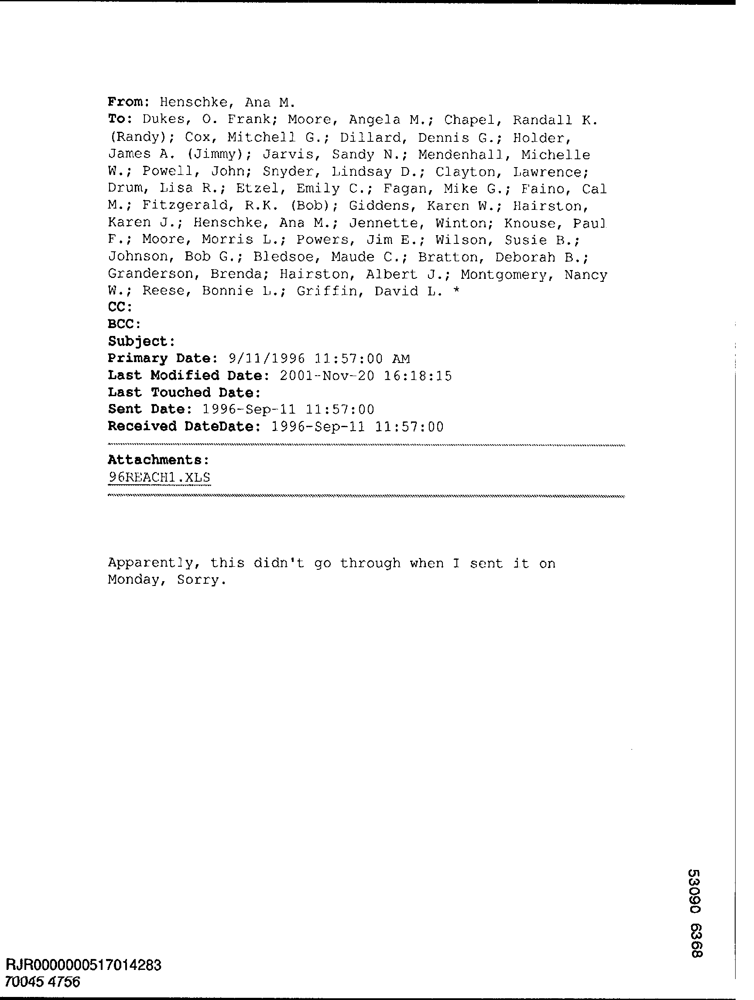 From: Henschke, Ana M.
To: Dukes, O. Frank; Moore, Angela M.; Chapel, Randall K.
(Randy); Cox, Mitchell G.; Dillard, Dennis G.; Holder,
James A. (Jimmy); Jarvis, Sandy N.; Mendenhall, Michelle
W.; Powell, John; Snyder, Lindsay D.; Clayton, Lawrence;
Drum, Lisa R.; Etzel, Emily C.; Fagan, Mike G.; Faino, Cal
M.; Fitzgerald, R.K. (Bob); Giddens, Karen W.; Hairston,
Karen J.; Henschke, Ana M.; Jennette, Winton; Knouse, Paul
F.; Moore, Morris L.; Powers, Jim E.; Wilson, Susie B.;
Johnson, Bob G.; Bledsoe, Maude C.; Bratton, Deborah B.;
Granderson, Brenda; Hairston, Albert J.; Montgomery, Nancy
W.; Reese, Bonnie L.; Griffin, David L. *
CC:
BCC:
Subject:
Primary Date: 9/11/1996 11:57:00 AM
Last Modified Date: 2001-Nov-20 16:18:15
Last Touched Date:
Sent Date: 1996-Sep-11 11:57:00
Received DateDate: 1996-Sep-11 11:57:00
Attachments:
96REACH1.XLS
Apparently, this didn't go through when I sent it on
Monday, Sorry.
53090 6368
RJR0000000517014283
70045 4756